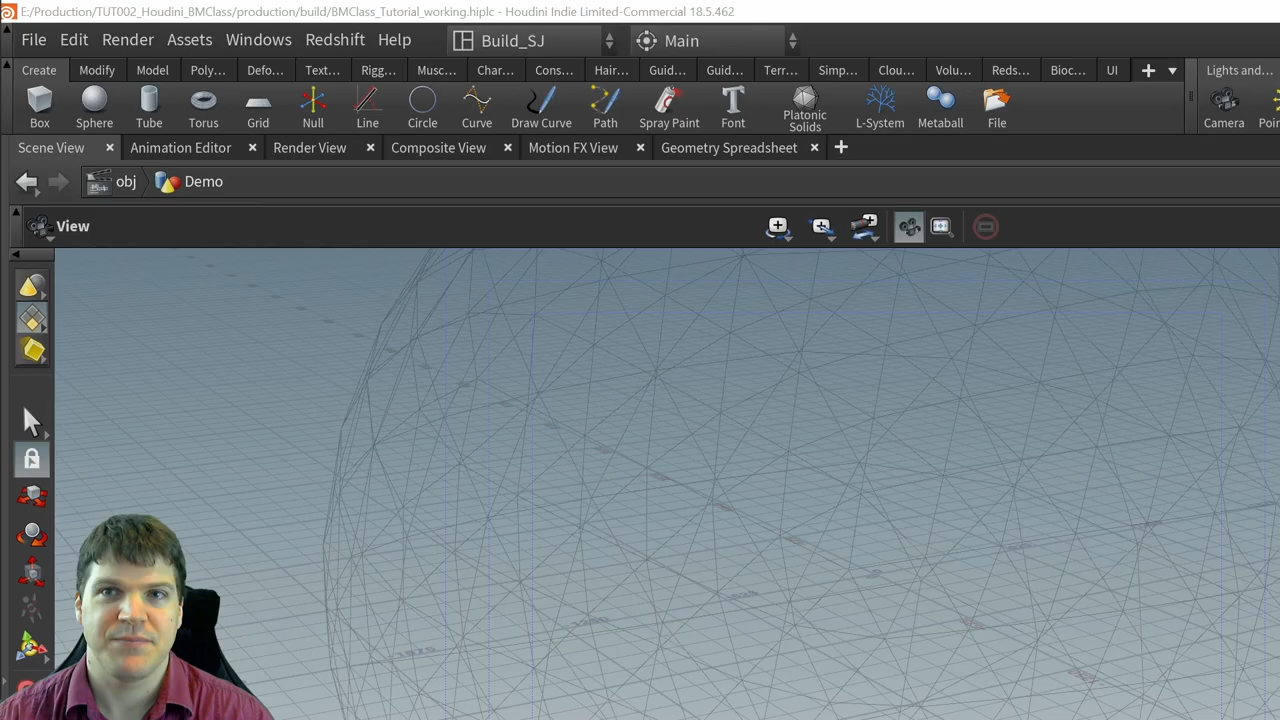 E:/Production/TUT002_Houdini_BMClass/production/build/BMClass_Tutorial_working.hiplc - Houdini Indie Limited-Commercial 18.5.462
File Edit Render Assets Windows Redshift Help Build_SJ Main
Create Modify Model Poly... Defo... Text... Rigg... Musc... Char... Cons... Hair... Guid... Guid... Terr... Simp... Clou... Volu... Reds... Bioc... UI Lights and...
Box Sphere Tube Torus Grid Null Line Circle Curve Draw Curve Path Spray Paint Font Platonic Solids L-System Metaball File Camera Poin
Scene View Animation Editor Render View Composite View Motion FX View Geometry Spreadsheet
obj Demo
View